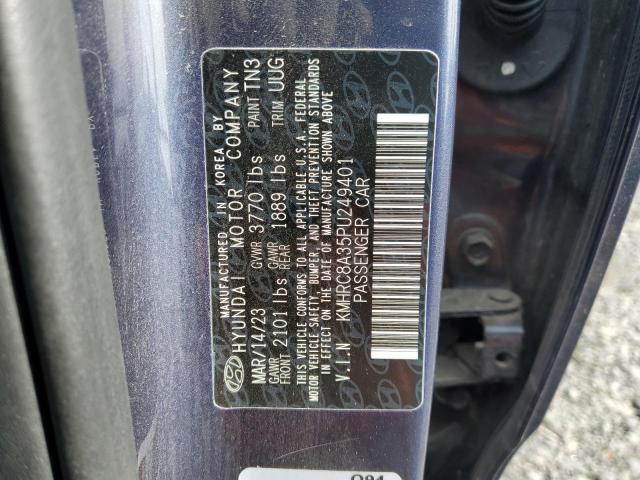 MANUFACTURED IN KOREA BY
HYUNDAI MOTOR COMPANY
MAR/14/23 GVWR 3770 lbs PAINT TN3
GAWR FRONT 2101 lbs GAWR REAR 1889 lbs TRIM UUG
THIS VEHICLE CONFORMS TO ALL APPLICABLE U.S.A. FEDERAL
MOTOR VEHICLE SAFETY, BUMPER, AND THEFT PREVENTION STANDARDS
IN EFFECT ON THE DATE OF MANUFACTURE SHOWN ABOVE
V.I.N KMHRC8A35PU249401
PASSENGER CAR